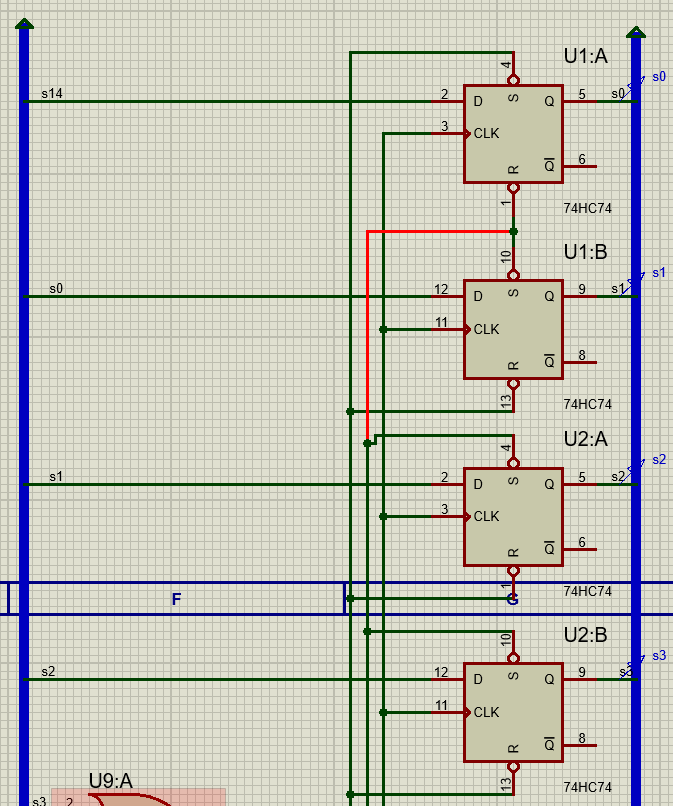 U1:A
4
s0
s14
2
D
S
Q
5
s0
3
CLK
R
Q
6
1
74HC74
U1:B
10
s1
s0
12
D
S
Q
9
s1
11
CLK
R
Q
8
13
74HC74
U2:A
4
s2
s1
2
D
S
Q
5
s2
3
CLK
R
Q
6
1
74HC74
F
G
U2:B
10
s3
s2
12
D
S
Q
9
s3
11
CLK
R
Q
8
13
74HC74
U9:A
s3
2